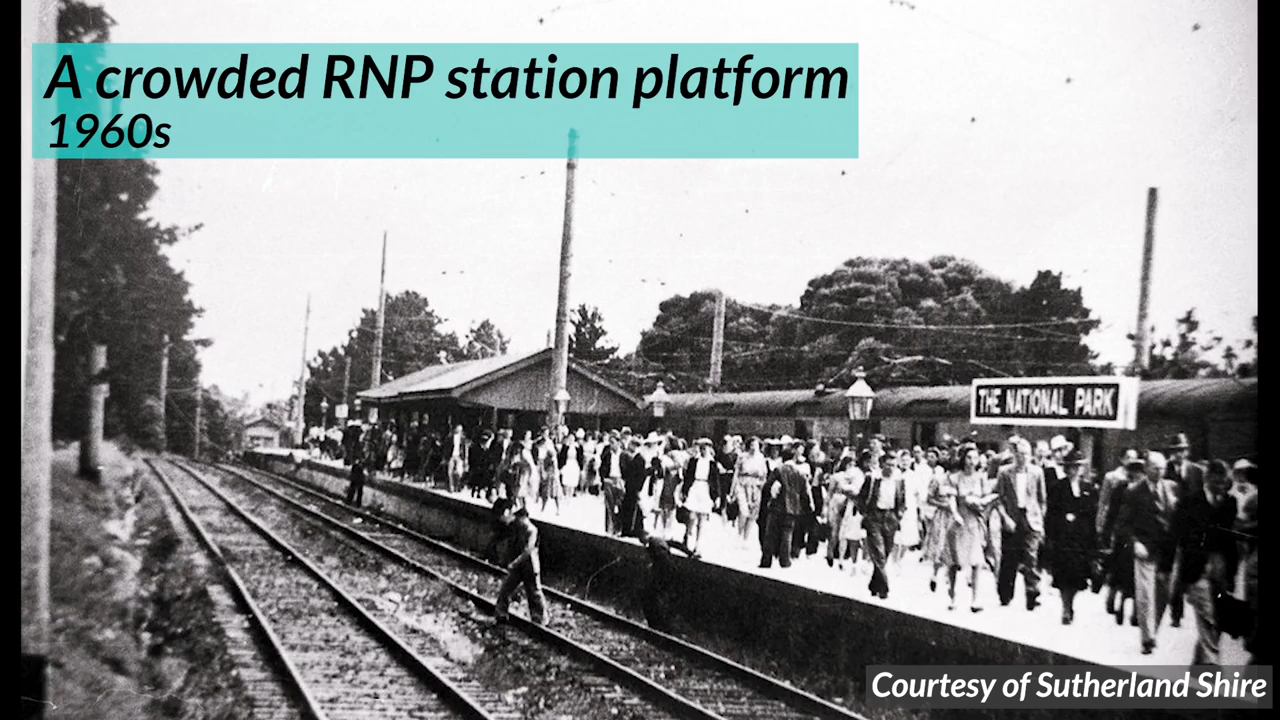 A crowded RNP station platform
1960s
THE NATIONAL PARK
Courtesy of Sutherland Shire